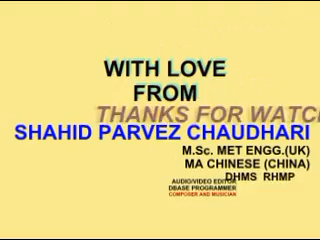 WITH LOVE
FROM
THANKS FOR WATCH
SHAHID PARVEZ CHAUDHARI
M.Sc. MET ENGG.(UK)
MA CHINESE (CHINA)
DHMS RHMP
AUDIO/VIDEO EDITOR
DBASE PROGRAMMER
COMPOSER AND MUSICIAN